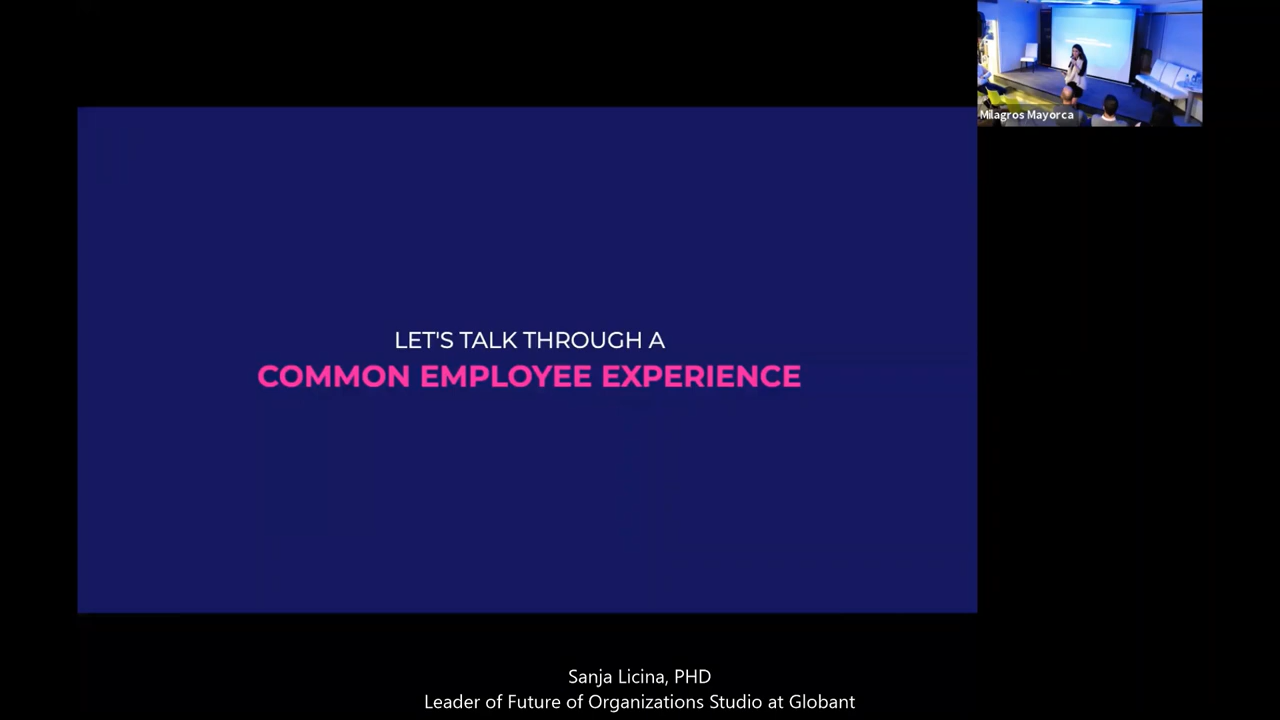 Milagros Mayorca
LET'S TALK THROUGH A
COMMON EMPLOYEE EXPERIENCE
Sanja Licina, PHD
Leader of Future of Organizations Studio at Globant